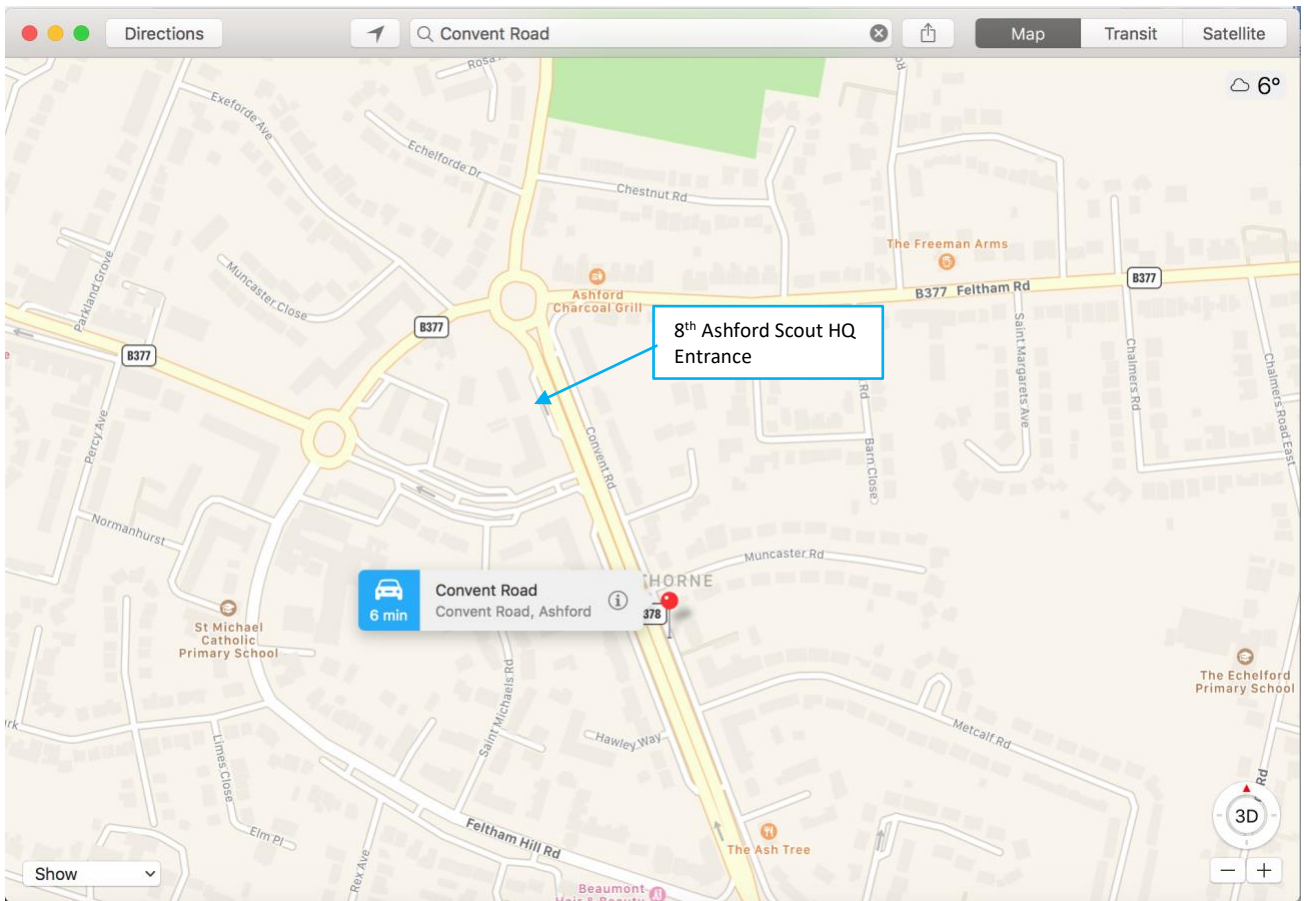 Directions
Convent Road
Map
Transit
Satellite
6°
Exeforde Ave
Echelforde Dr
Chestnut Rd
The Freeman Arms
B377
B377 Feltham Rd
Parkland Grove
Muncaster Close
Ashford
Charcoal Grill
8th Ashford Scout HQ
Entrance
B377
B377
Saint Margarets Ave
Chalmers Rd
Chalmers Road East
Percy Ave
Convent Rd
Rd
Barn Close
Normanhurst
Muncaster Rd
HORNE
6 min
Convent Road
Convent Road, Ashford
378
St Michael
Catholic
Primary School
The Echelford
Primary School
Saint Michaels Rd
Hawley Way
Metcalf Rd
Limes Close
Rd
3D
Elm Pl
Feltham Hill Rd
The Ash Tree
Show
Rex Ave
Beaumont